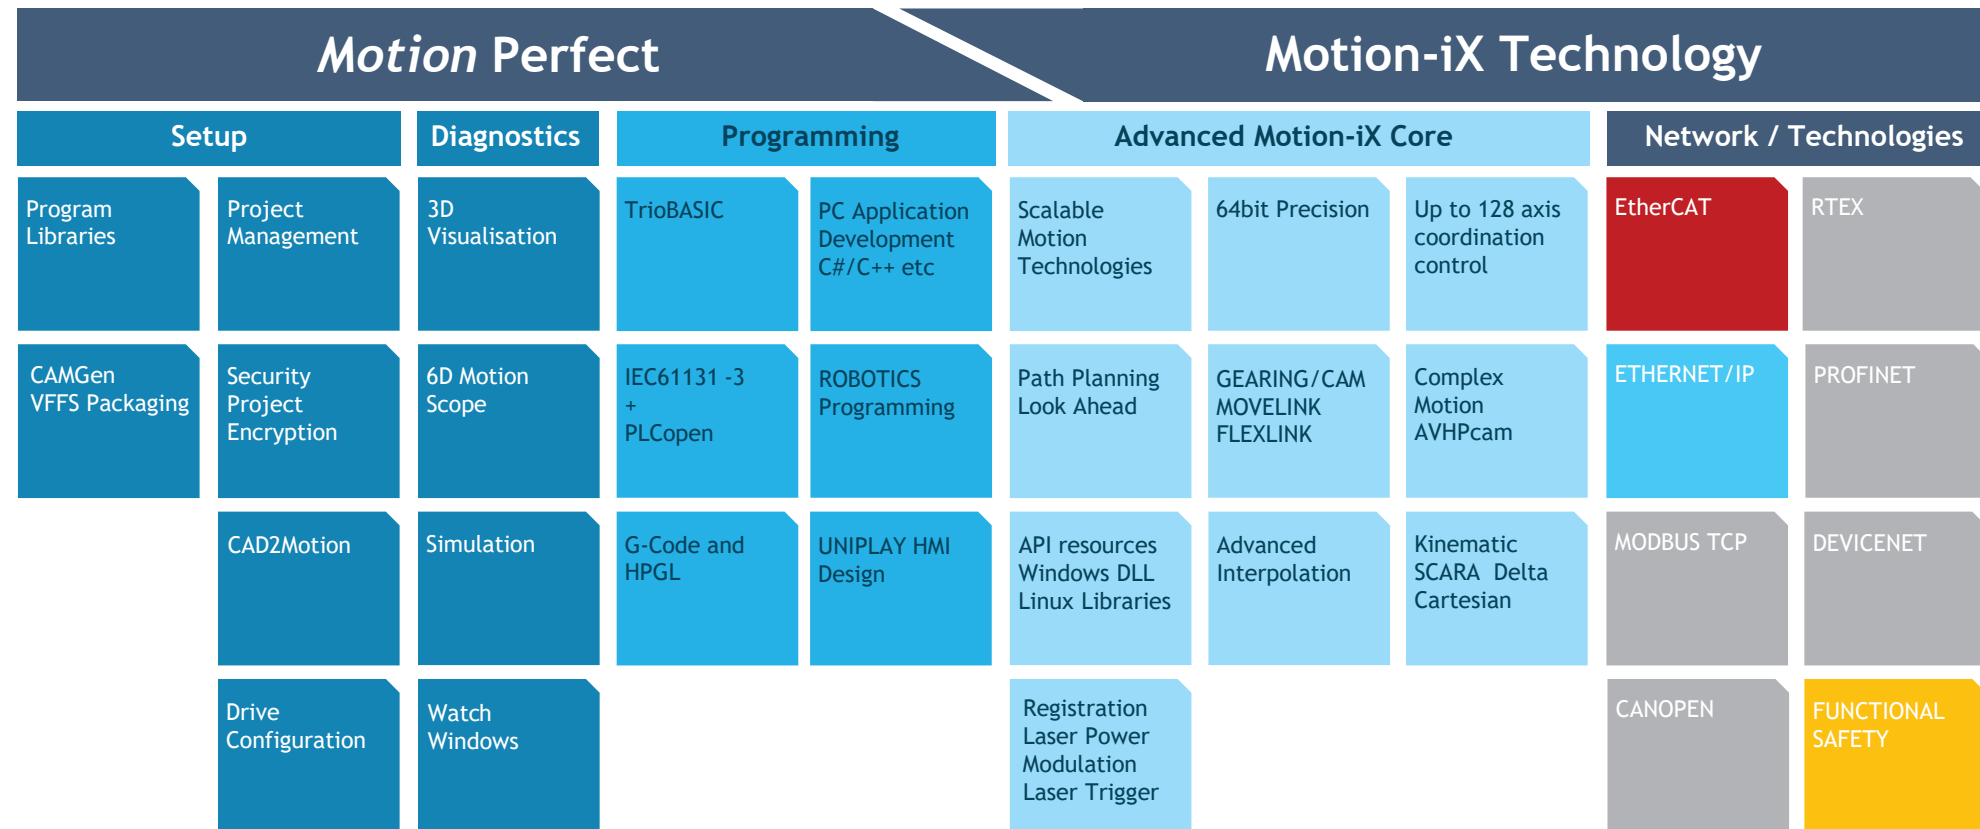 Motion Perfect
Motion-iX Technology
Setup
Diagnostics
Programming
Advanced Motion-iX Core
Network / Technologies
Program
Libraries
Project
Management
3D
Visualisation
TrioBASIC
PC Application
Development
C#/C++ etc
Scalable
Motion
Technologies
64bit Precision
Up to 128 axis
coordination
control
EtherCAT
RTEX
CAMGen
VFFS Packaging
Security
Project
Encryption
6D Motion
Scope
IEC61131 -3
+
PLCopen
ROBOTICS
Programming
Path Planning
Look Ahead
GEARING/CAM
MOVELINK
FLEXLINK
Complex
Motion
AVHPcam
ETHERNET/IP
PROFINET
CAD2Motion
Simulation
G-Code and
HPGL
UNIPLAY HMI
Design
API resources
Windows DLL
Linux Libraries
Advanced
Interpolation
Kinematic
SCARA  Delta
Cartesian
MODBUS TCP
DEVICENET
Drive
Configuration
Watch
Windows
Registration
Laser Power
Modulation
Laser Trigger
CANOPEN
FUNCTIONAL
SAFETY